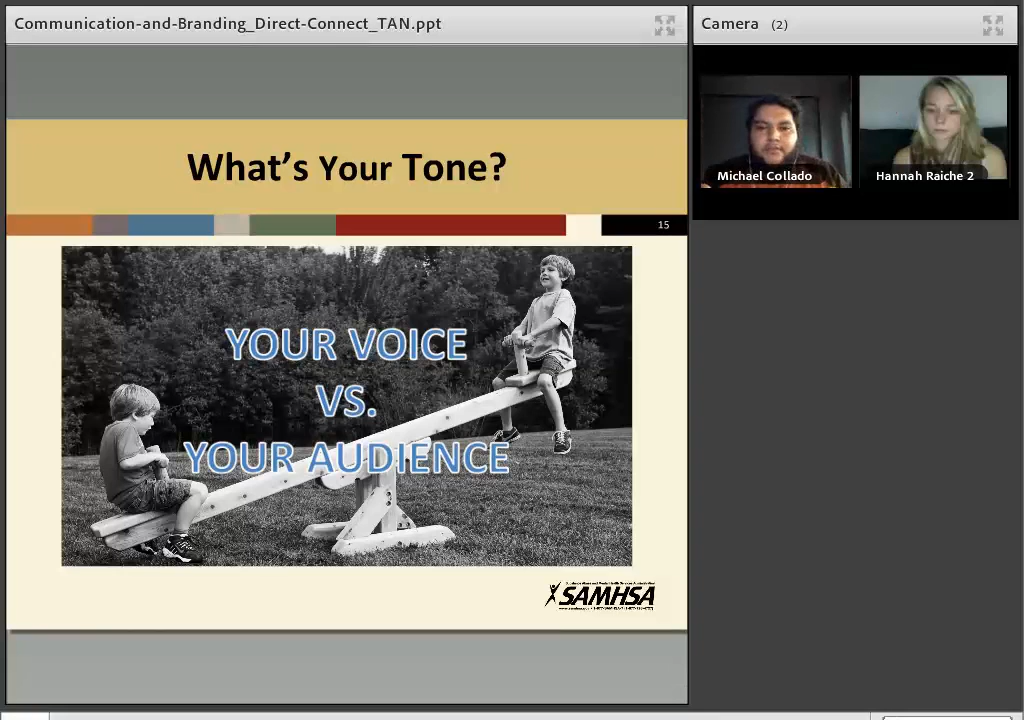 Communication-and-Branding_Direct-Connect_TAN.ppt
Camera (2)
Michael Collado
Hannah Raiche 2
What's Your Tone?
15
YOUR VOICE
VS.
YOUR AUDIENCE
SAMHSA